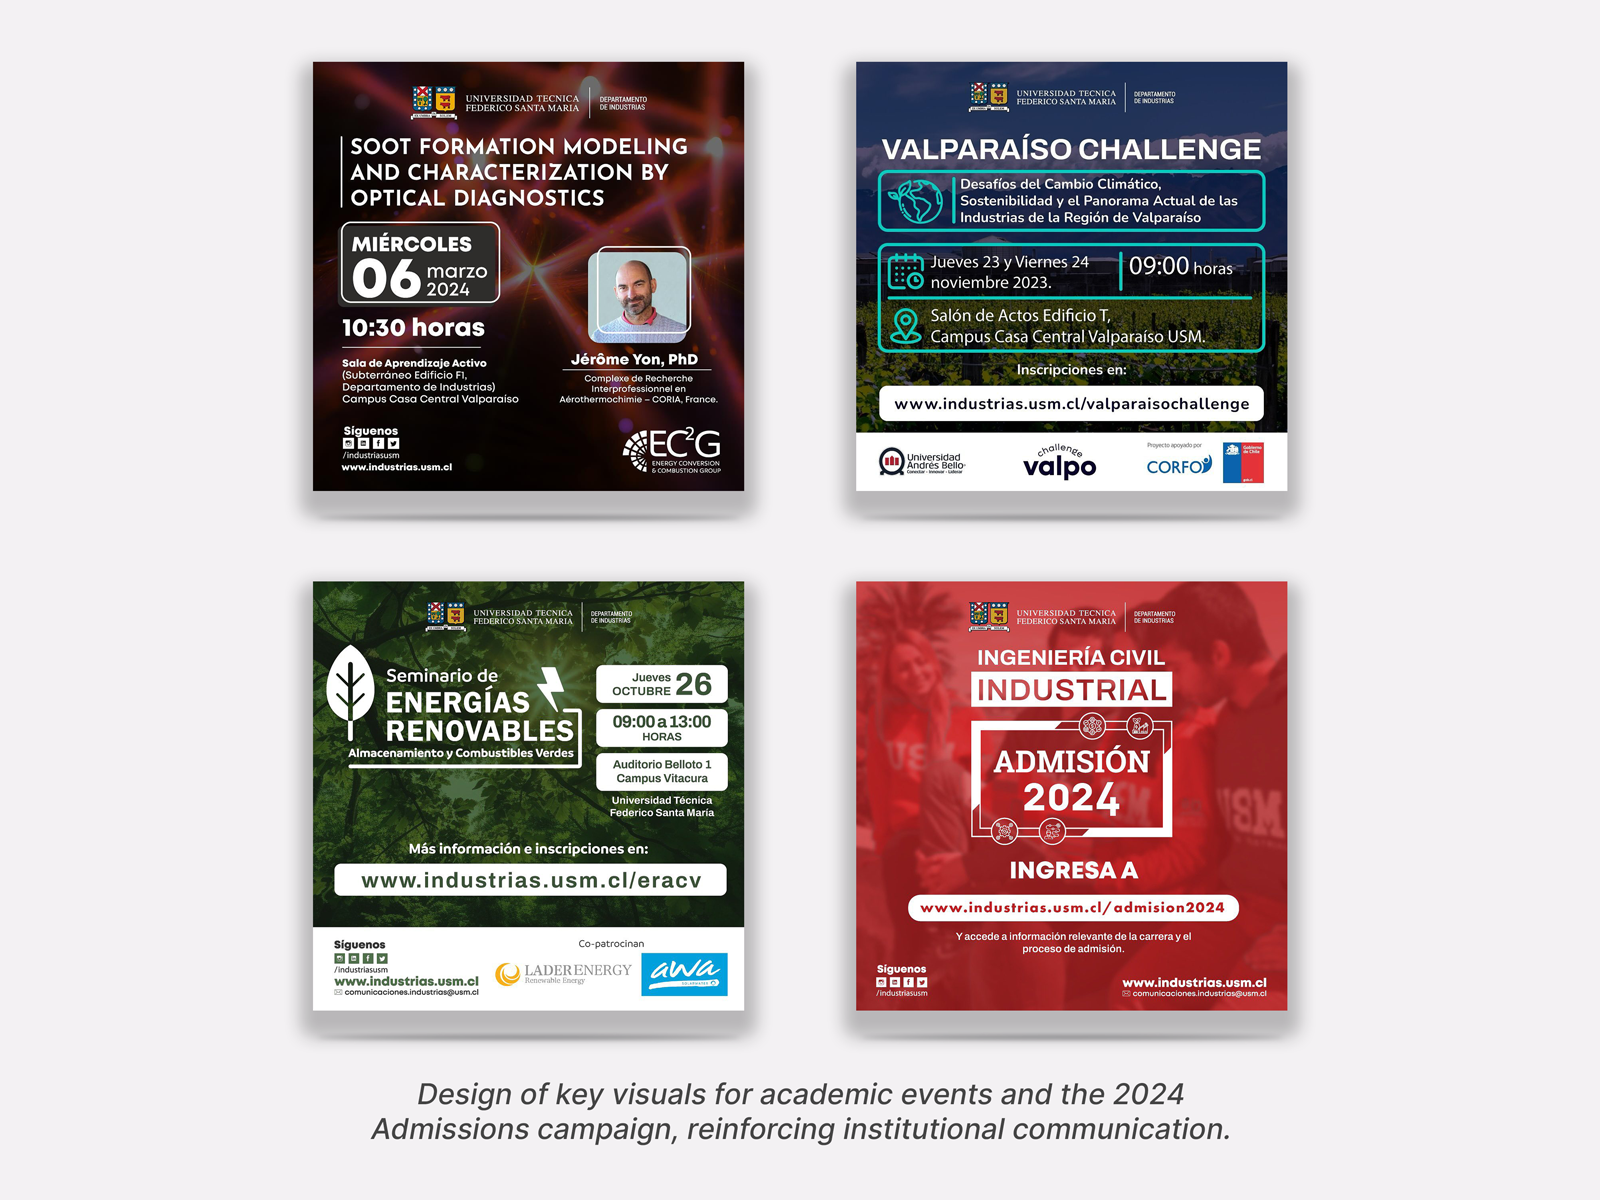 UNIVERSIDAD TECNICA
FEDERICO SANTA MARIA
DEPARTAMENTO
DE INDUSTRIAS
SOOT FORMATION MODELING
AND CHARACTERIZATION BY
OPTICAL DIAGNOSTICS
MIÉRCOLES
06 marzo
2024
10:30 horas
Sala de Aprendizaje Activo
(Subterráneo Edificio F1,
Departamento de Industrias)
Campus Casa Central Valparaíso
Jérôme Yon, PhD
Complexe de Recherche
Interprofessionnel en
Aérothermochimie – CORIA, France.
Síguenos
/industriasusm
www.industrias.usm.cl
EC2G
ENERGY CONVERSION
& COMBUSTION GROUP
UNIVERSIDAD TECNICA
FEDERICO SANTA MARIA
DEPARTAMENTO
DE INDUSTRIAS
VALPARAÍSO CHALLENGE
Desafíos del Cambio Climático,
Sostenibilidad y el Panorama Actual de las
Industrias de la Región de Valparaíso
Jueves 23 y Viernes 24
noviembre 2023.
09:00 horas
Salón de Actos Edificio T,
Campus Casa Central Valparaíso USM.
Inscripciones en:
www.industrias.usm.cl/valparaisochallenge
Universidad
Andrés Bello
Conectar - Innovar - Liderar
challenge
valpo
Proyecto apoyado por
CORFO
Gobierno
de Chile
gob.cl
UNIVERSIDAD TECNICA
FEDERICO SANTA MARIA
DEPARTAMENTO
DE INDUSTRIAS
Seminario de
ENERGÍAS
RENOVABLES
Almacenamiento y Combustibles Verdes
Jueves
OCTUBRE 26
09:00 a 13:00
HORAS
Auditorio Belloto 1
Campus Vitacura
Universidad Técnica
Federico Santa María
Más información e inscripciones en:
www.industrias.usm.cl/eracv
Síguenos
/industriasusm
www.industrias.usm.cl
comunicaciones.industrias@usm.cl
Co-patrocinan
LADERENERGY
Renewable Energy
awa
UNIVERSIDAD TECNICA
FEDERICO SANTA MARIA
DEPARTAMENTO
DE INDUSTRIAS
INGENIERÍA CIVIL
INDUSTRIAL
ADMISIÓN
2024
INGRESA A
www.industrias.usm.cl/admision2024
Y accede a información relevante de la carrera y el
proceso de admisión.
Síguenos
/industriasusm
www.industrias.usm.cl
comunicaciones.industrias@usm.cl
Design of key visuals for academic events and the 2024
Admissions campaign, reinforcing institutional communication.